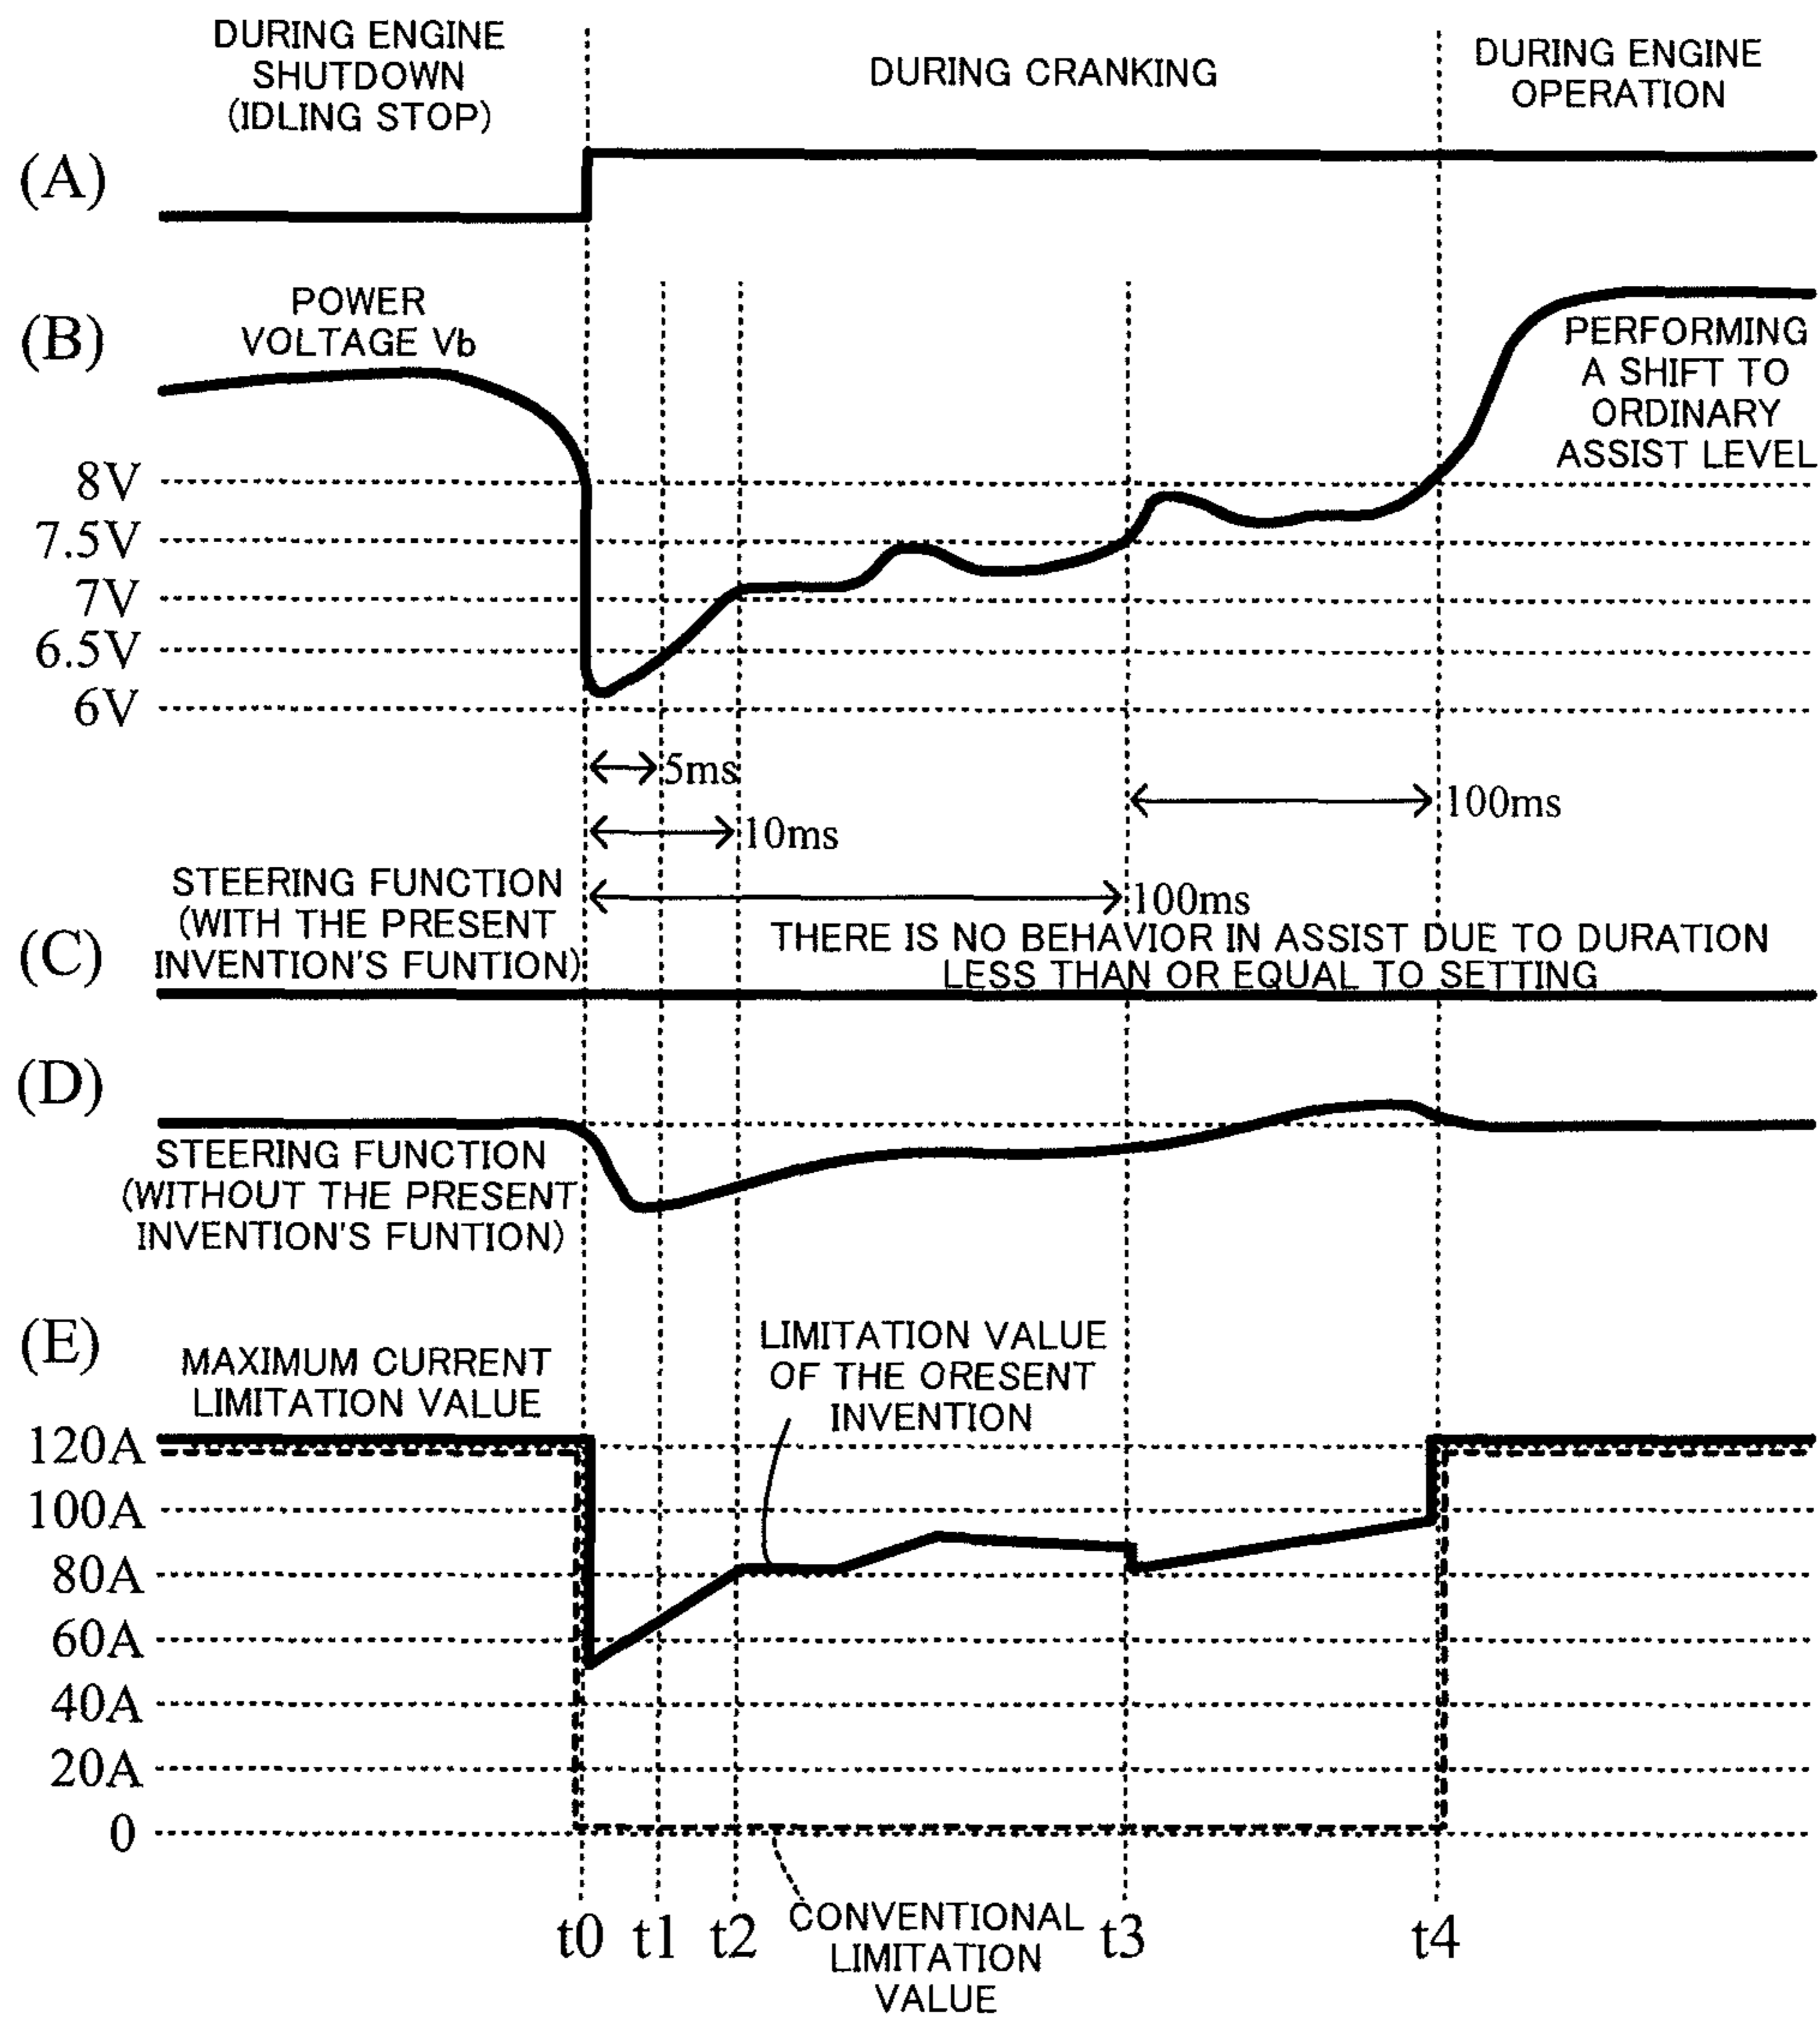 DURING ENGINE
SHUTDOWN
(IDLING STOP)
DURING CRANKING
DURING ENGINE
OPERATION
(A)
(B)
POWER
VOLTAGE Vb
PERFORMING
A SHIFT TO
ORDINARY
ASSIST LEVEL
8V
7.5V
7V
6.5V
6V
5ms
100ms
10ms
100ms
(C)
STEERING FUNCTION
(WITH THE PRESENT
INVENTION'S FUNTION)
THERE IS NO BEHAVIOR IN ASSIST DUE TO DURATION
LESS THAN OR EQUAL TO SETTING
(D)
STEERING FUNCTION
(WITHOUT THE PRESENT
INVENTION'S FUNTION)
(E)
MAXIMUM CURRENT
LIMITATION VALUE
LIMITATION VALUE
OF THE ORESENT
INVENTION
120A
100A
80A
60A
40A
20A
0
t0 t1 t2 t3 t4
CONVENTIONAL
LIMITATION
VALUE